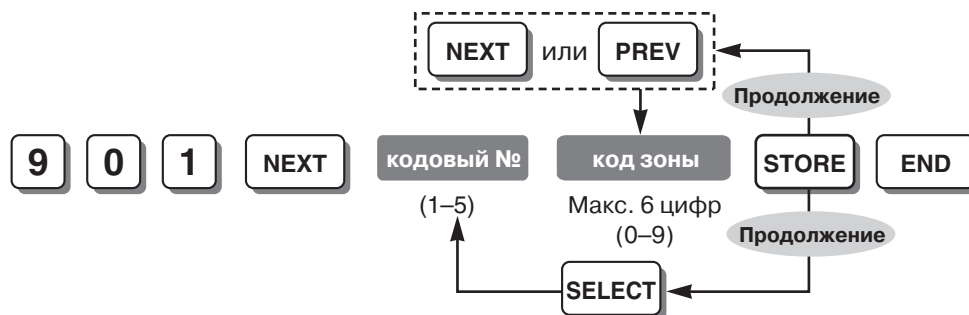 NEXT или PREV
Продолжение
9 0 1 NEXT кодовый № код зоны STORE END
(1–5) Макс. 6 цифр
(0–9)
Продолжение
SELECT